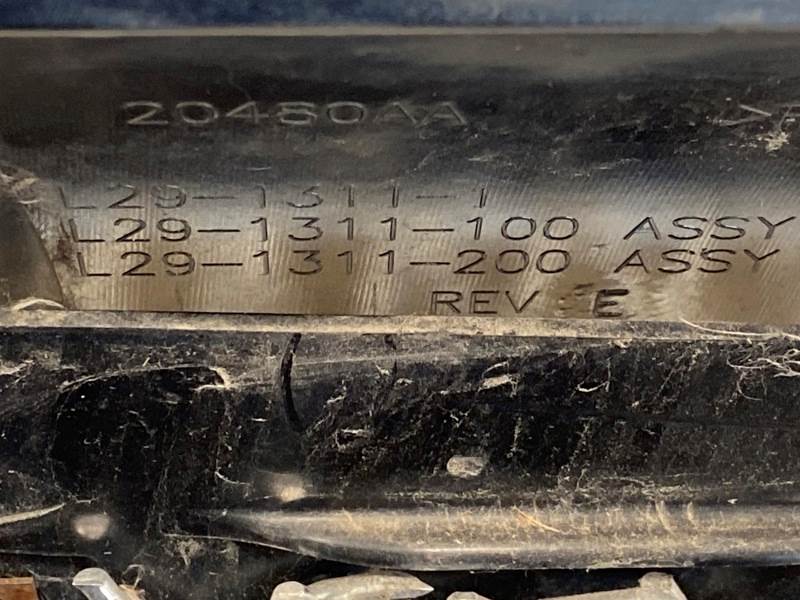 20480AA
L29-1311-1
L29-1311-100 ASSY
L29-1311-200 ASSY
REV E